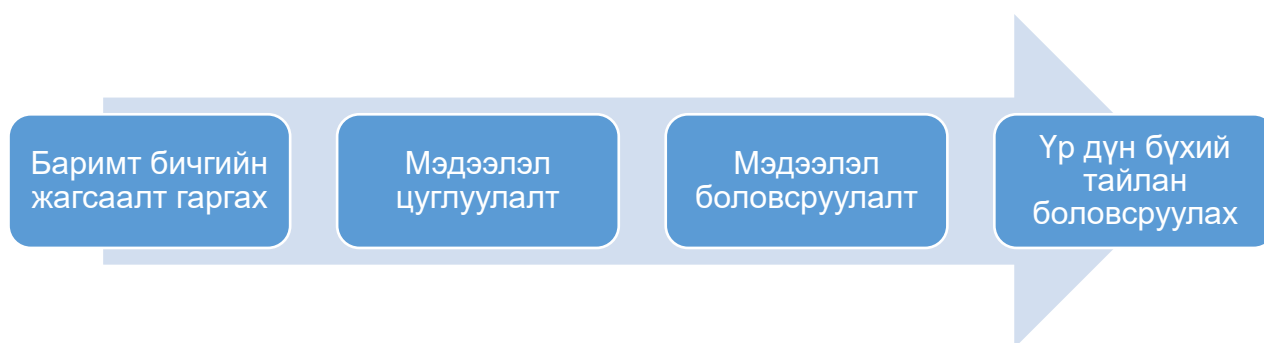 Баримт бичгийн
жагсаалт гаргах
Мэдээлэл
цуглуулалт
Мэдээлэл
боловсруулалт
Үр дүн бүхий
тайлан
боловсруулах